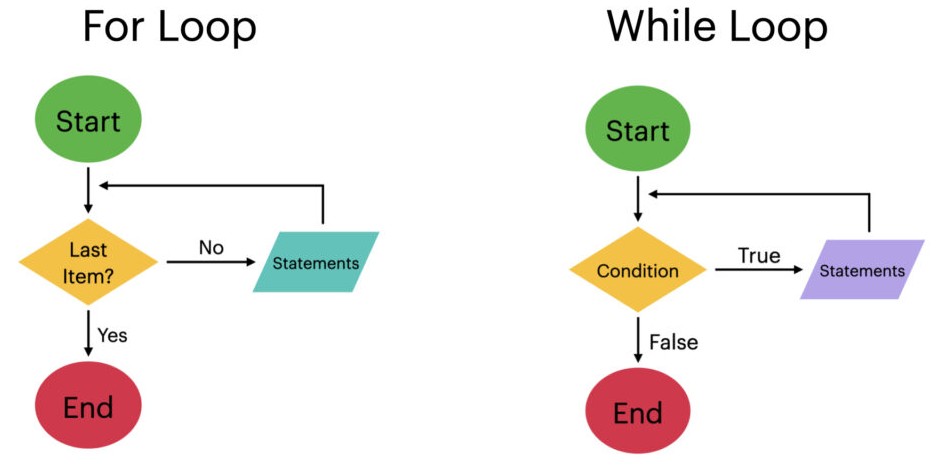 For Loop
Start
Last
Item?
No
Statements
Yes
End
While Loop
Start
Condition
True
Statements
False
End